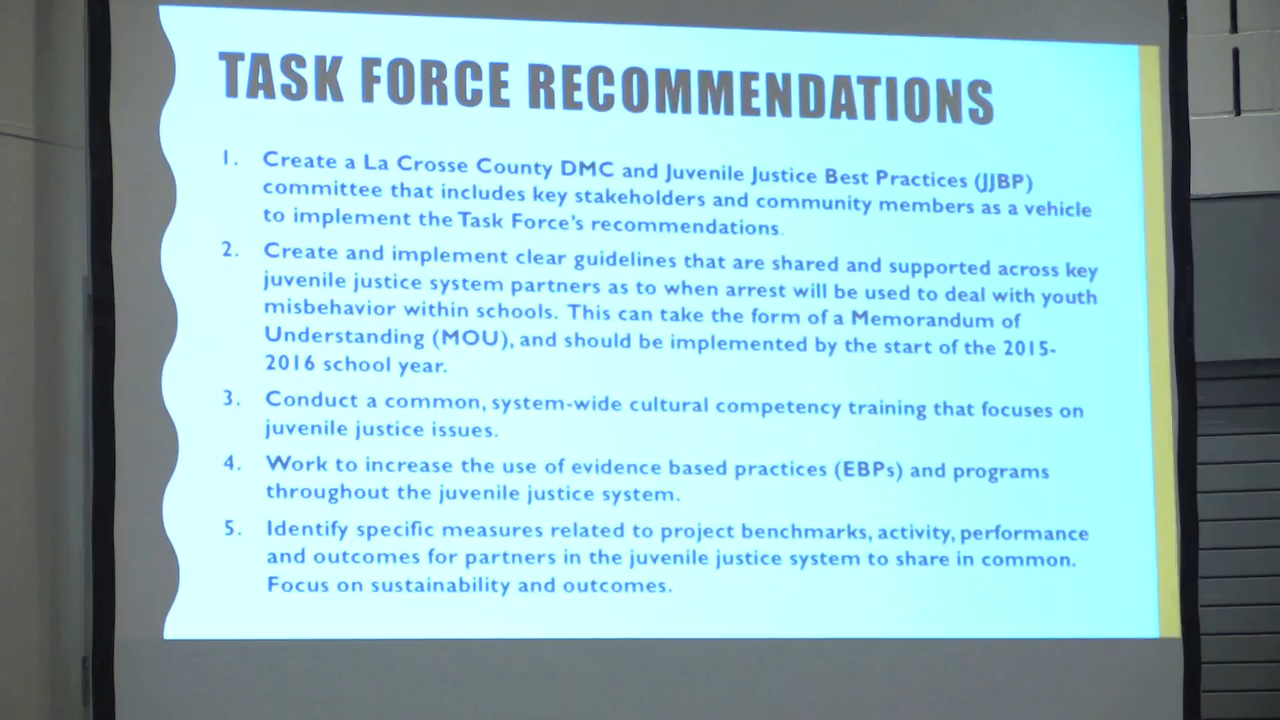 TASK FORCE RECOMMENDATIONS
1. Create a La Crosse County DMC and Juvenile Justice Best Practices (JJBP)
committee that includes key stakeholders and community members as a vehicle
to implement the Task Force's recommendations.
2. Create and implement clear guidelines that are shared and supported across key
juvenile justice system partners as to when arrest will be used to deal with youth
misbehavior within schools. This can take the form of a Memorandum of
Understanding (MOU), and should be implemented by the start of the 2015-
2016 school year.
3. Conduct a common, system-wide cultural competency training that focuses on
juvenile justice issues.
4. Work to increase the use of evidence based practices (EBPs) and programs
throughout the juvenile justice system.
5. Identify specific measures related to project benchmarks, activity, performance
and outcomes for partners in the juvenile justice system to share in common.
Focus on sustainability and outcomes.